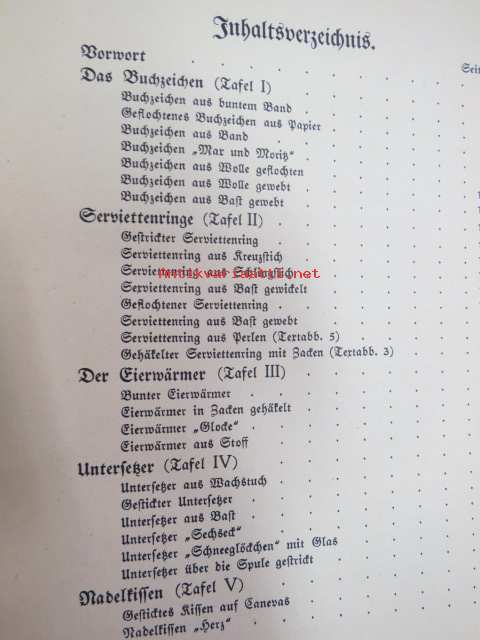 Inhaltsverzeichnis.
Seit
Vorwort
Das Buchzeichen (Tafel I)
Buchzeichen aus buntem Band
Geflochtenes Buchzeichen aus Papier
Buchzeichen aus Band
Buchzeichen „Max und Moritz"
Buchzeichen aus Wolle geflochten
Buchzeichen aus Wolle gewebt
Buchzeichen aus Bast gewebt
Serviettenringe (Tafel II)
Gestrickter Serviettenring
Serviettenring aus Kreuzstich
Serviettenring aus
Serviettenring aus Bast gewickelt
Geflochtener Serviettenring
Serviettenring aus Bast gewebt
Serviettenring aus Perlen (Textabb. 5)
Gehäkelter Serviettenring mit Zacken (Textabb. 3)
Der Eierwärmer (Tafel III)
Bunter Eierwärmer
Eierwärmer in Zacken gehäkelt
Eierwärmer „Glocke"
Eierwärmer aus Stoff
Untersetzer (Tafel IV)
Untersetzer aus Wachstuch
Gestickter Untersetzer
Untersetzer aus Bast
Untersetzer „Sechseck"
Untersetzer „Schneeglöckchen" mit Glas
Untersetzer über die Spule gestrickt
Nadelkissen (Tafel V)
Gesticktes Kissen auf Canevas
Nadelkissen „Herz"